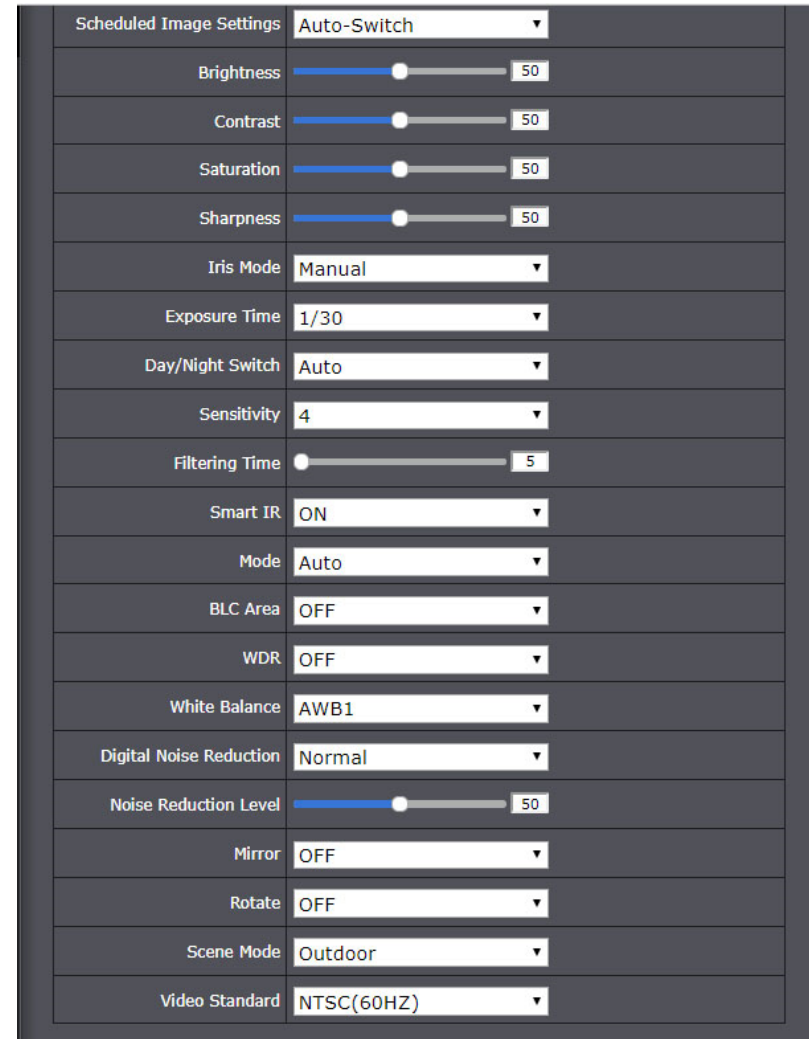 Scheduled Image Settings Auto-Switch
Brightness 50
Contrast 50
Saturation 50
Sharpness 50
Iris Mode Manual
Exposure Time 1/30
Day/Night Switch Auto
Sensitivity 4
Filtering Time 5
Smart IR ON
Mode Auto
BLC Area OFF
WDR OFF
White Balance AWB1
Digital Noise Reduction Normal
Noise Reduction Level 50
Mirror OFF
Rotate OFF
Scene Mode Outdoor
Video Standard NTSC(60HZ)